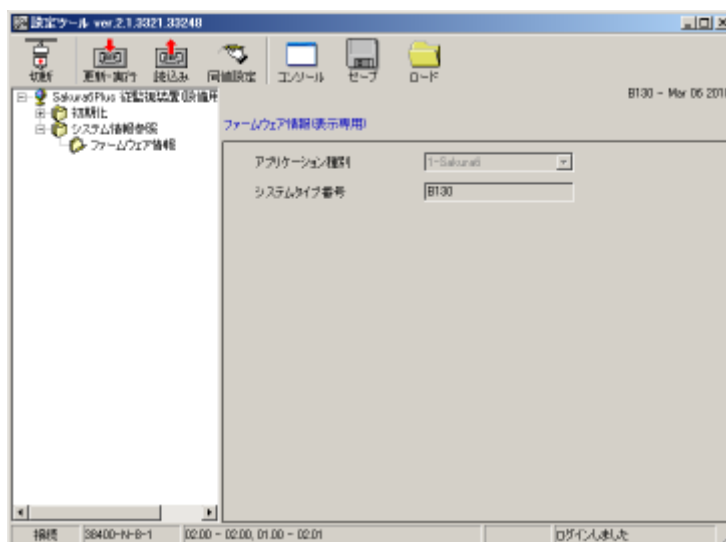 設定ツール ver.2.1.3321.33248
切断 更新・実行 読込み 同値設定 コンソール セーブ ロード
B130 - Mar 06 201
Sakura6Plus 従監視装置(設備用
初期化
システム情報参照
ファームウェア情報
ファームウェア情報(表示専用)
アプリケーション種別 1-Sakura6
システムタイプ番号 B130
接続 38400-N-8-1 02.00 - 02.00, 01.00 - 02.01 ログインしました